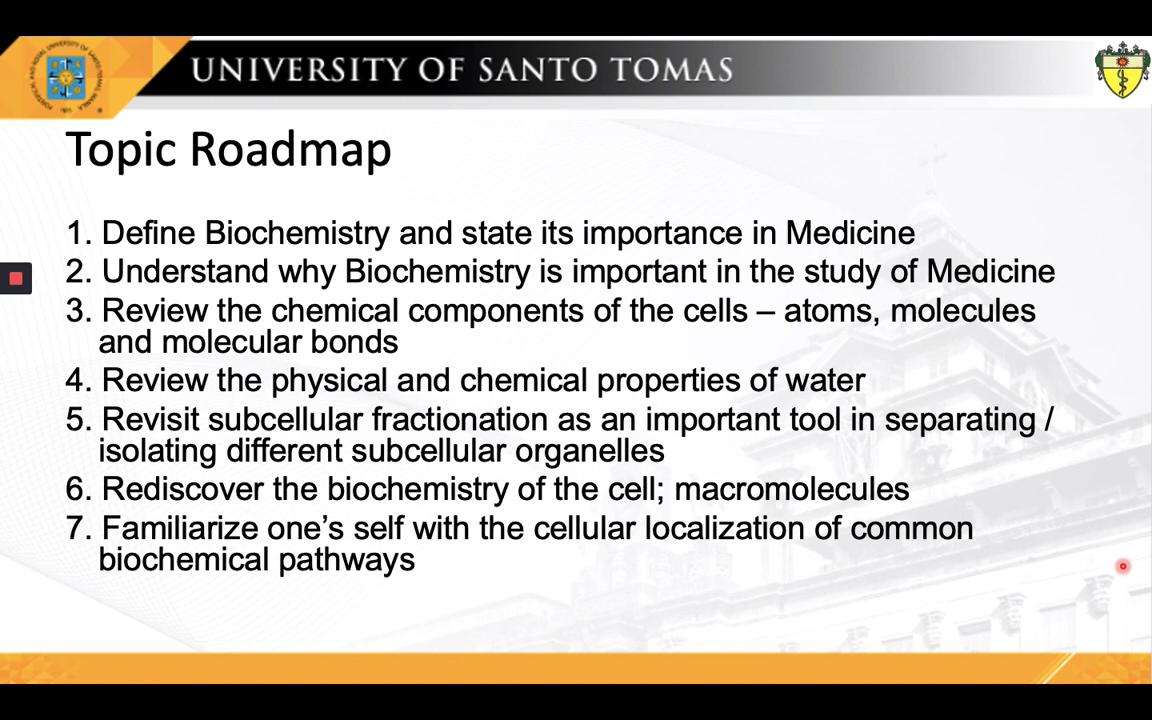 UNIVERSITY OF SANTO TOMAS
Topic Roadmap
1. Define Biochemistry and state its importance in Medicine
2. Understand why Biochemistry is important in the study of Medicine
3. Review the chemical components of the cells – atoms, molecules
and molecular bonds
4. Review the physical and chemical properties of water
5. Revisit subcellular fractionation as an important tool in separating /
isolating different subcellular organelles
6. Rediscover the biochemistry of the cell; macromolecules
7. Familiarize one’s self with the cellular localization of common
biochemical pathways